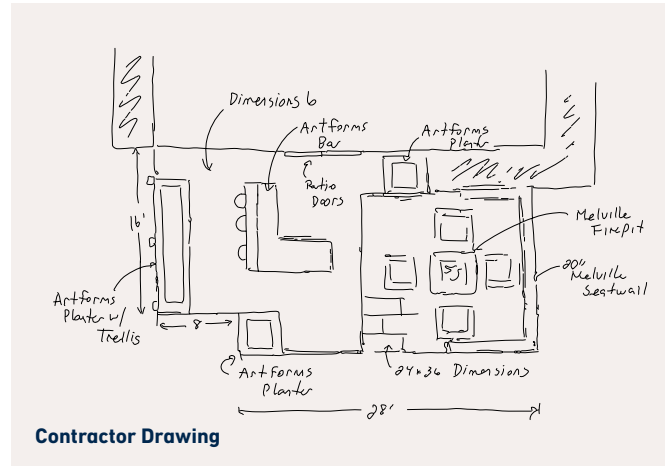 Dimensions 6
Artforms
Bar
Artforms
Planter
Patio
Doors
16'
Melville
Firepit
20"
Melville
Seatwall
Artforms
Planter w/
Trellis
8
Artforms
Planter
24x36 Dimensions
28'
Contractor Drawing